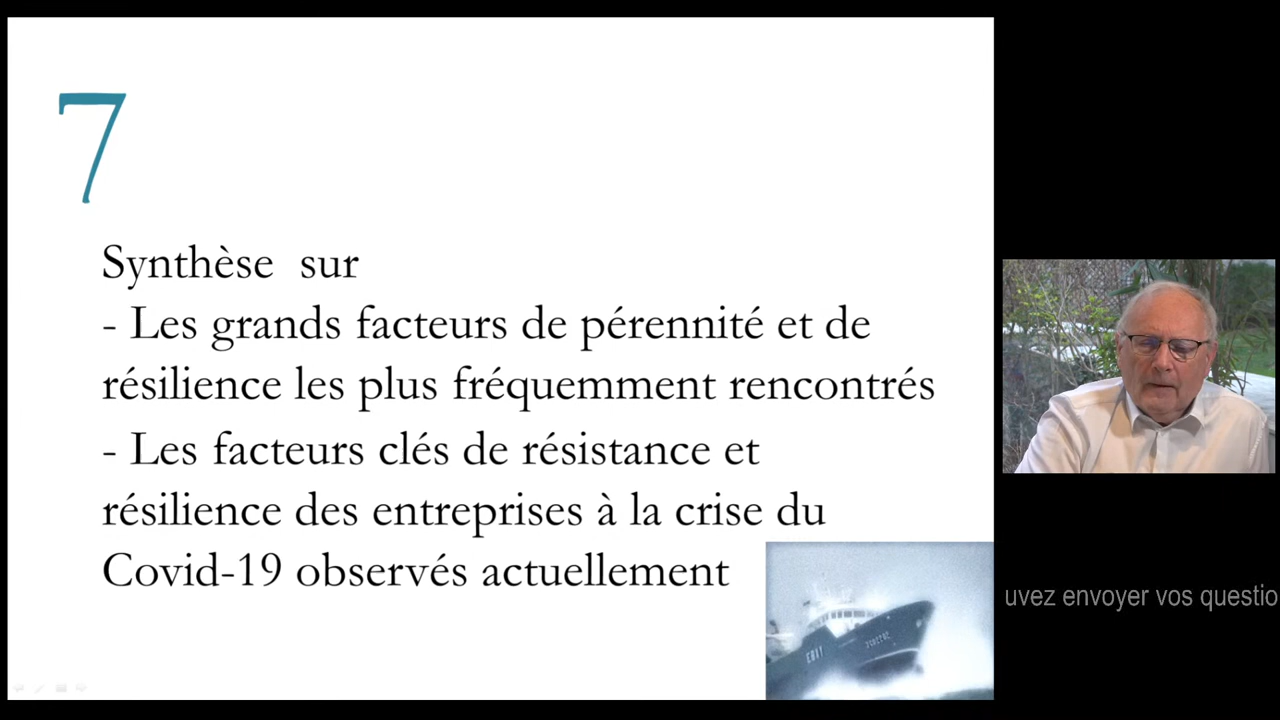 7
Synthèse sur
- Les grands facteurs de pérennité et de
résilience les plus fréquemment rencontrés
- Les facteurs clés de résistance et
résilience des entreprises à la crise du
Covid-19 observés actuellement
uvez envoyer vos questio